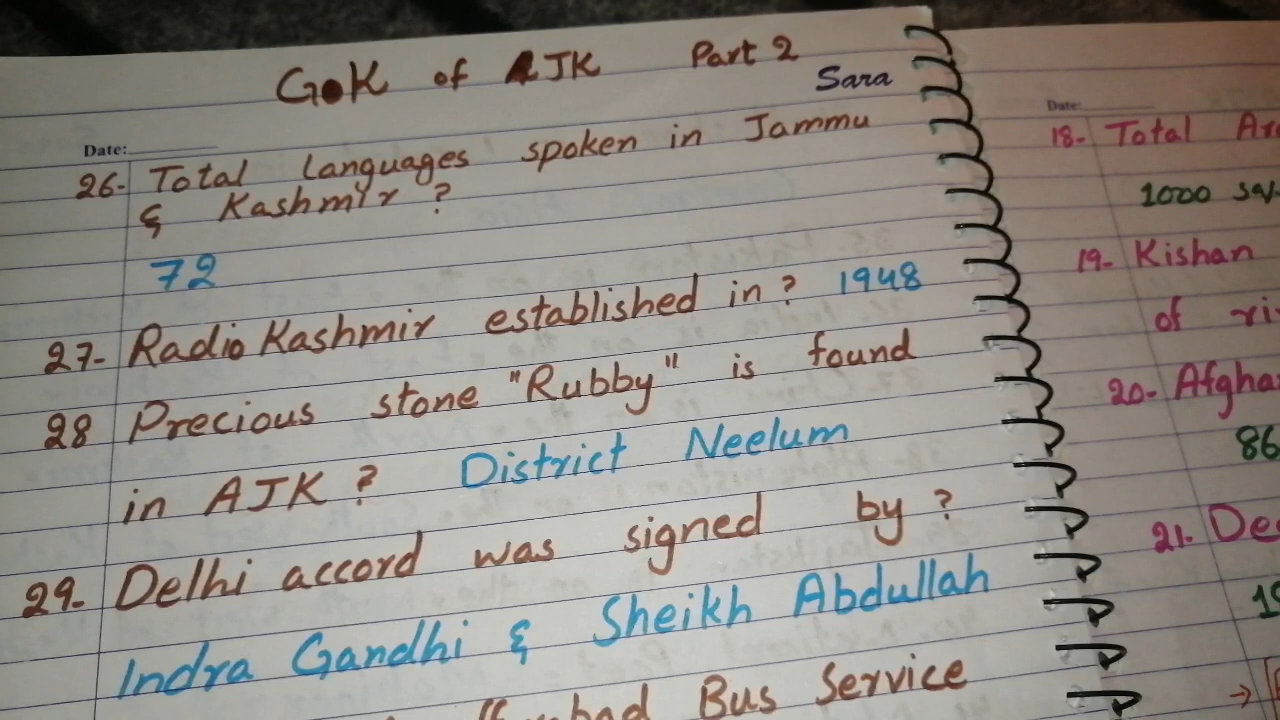 GoK of AJK Part 2
Sara
Date:
26- Total languages spoken in Jammu
& Kashmir ?
72
27- Radio Kashmir established in ? 1948
28 Precious stone "Rubby" is found
in AJK ? District Neelum
29- Delhi accord was signed by ?
Indra Gandhi & Sheikh Abdullah
Bus Service
Date:
18- Total
1000
19- Kishan
of
20-
86
21-